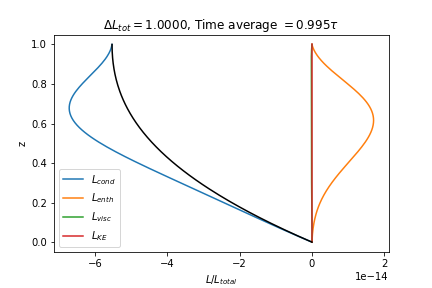 ΔL_tot = 1.0000, Time average = 0.995τ
1.0
0.8
0.6
0.4
0.2
0.0
z
L_cond
L_enth
L_visc
L_KE
−6 −4 −2 0 2
1e−14
L/L_total